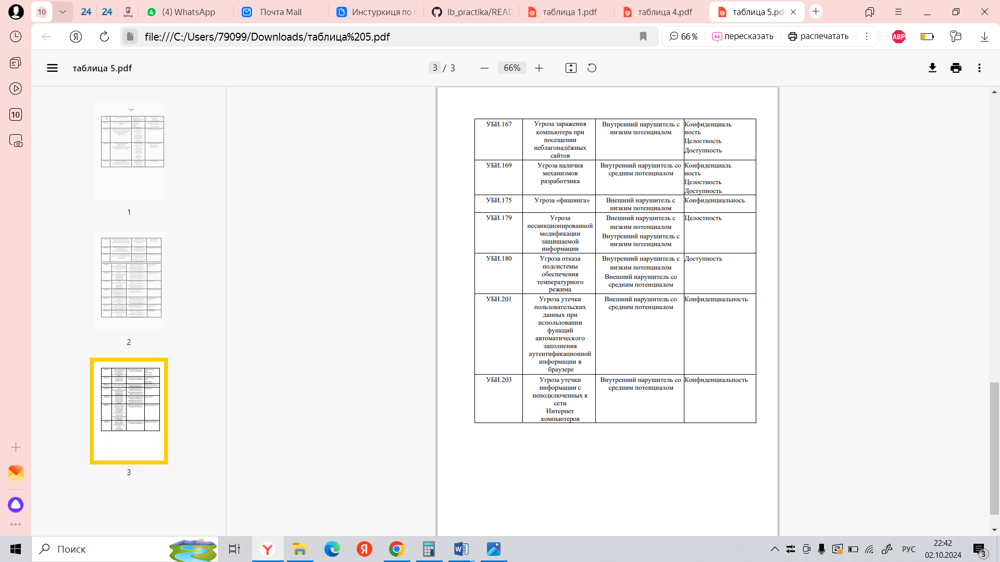 10
24
24
(4) WhatsApp
Почта Mail
Инструкция по
lb_practika/READ
таблица 1.pdf
таблица 4.pdf
таблица 5.pdf
file:///C:/Users/79099/Downloads/таблица%205.pdf
66 %
пересказать
распечатать
ABP
таблица 5.pdf
3 / 3
66%
10
1
2
3
УБИ.167
Угроза заражения
компьютера при
посещении
неблагонадёжных
сайтов
Внутренний нарушитель с
низким потенциалом
Конфиденциаль
ность
Целостность
Доступность
УБИ.169
Угроза наличия
механизмов
разработчика
Внутренний нарушитель со
средним потенциалом
Конфиденциаль
ность
Целостность
Доступность
УБИ.175
Угроза «фишинга»
Внешний нарушитель с
низким потенциалом
Конфиденциальнось
УБИ.179
Угроза
несанкционированной
модификации
защищаемой
информации
Внешний нарушитель с
низким потенциалом
Внутренний нарушитель с
низким потенциалом
Целостность
УБИ.180
Угроза отказа
подсистемы
обеспечения
температурного
режима
Внутренний нарушитель с
низким потенциалом
Внешний нарушитель со
средним потенциалом
Доступность
УБИ.201
Угроза утечки
пользовательских
данных при
использовании
функций
автоматического
заполнения
аутентификационной
информации в
браузере
Внешний нарушитель со
средним потенциалом
Конфиденциальность
УБИ.203
Угроза утечки
информации с
неподключенных к
сети
Интернет
компьютеров
Внутренний нарушитель со
средним потенциалом
Конфиденциальность
Поиск
РУС
22:42
02.10.2024
3